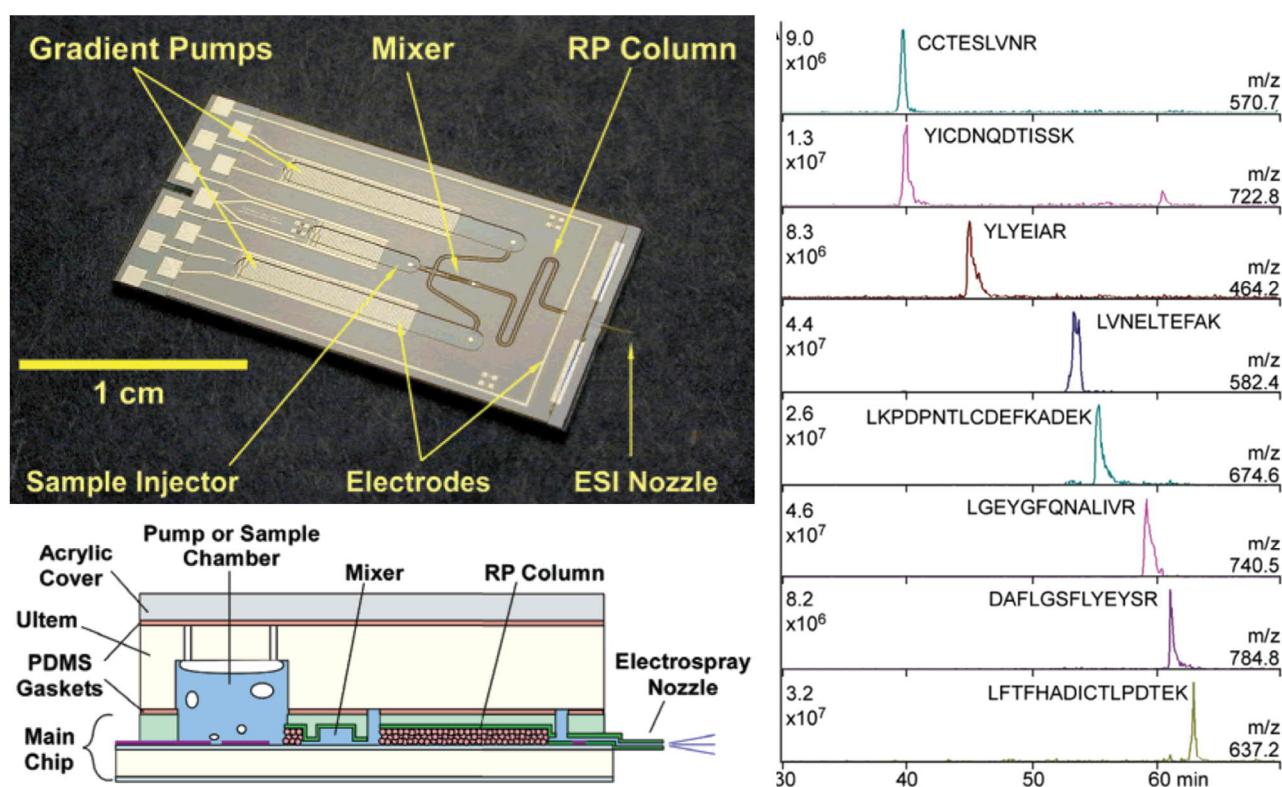 Gradient Pumps
Mixer
RP Column
1 cm
Sample Injector
Electrodes
ESI Nozzle
Pump or Sample
Chamber
Acrylic
Cover
Mixer
RP Column
Ultem
PDMS
Gaskets
Electrospray
Nozzle
Main
Chip
9.0
x10⁶
CCTESLVNR
m/z
570.7
1.3
x10⁷
YICDNQDTISSK
m/z
722.8
8.3
x10⁶
YLYEIAR
m/z
464.2
4.4
x10⁷
LVNELTEFAK
m/z
582.4
2.6
x10⁷
LKPDPNTLCDEFKADEK
m/z
674.6
4.6
x10⁷
LGEYGFQNALIVR
m/z
740.5
8.2
x10⁶
DAFLGSFLYEYSR
m/z
784.8
3.2
x10⁷
LFTFHADICTLPDTEK
m/z
637.2
30 40 50 60 min